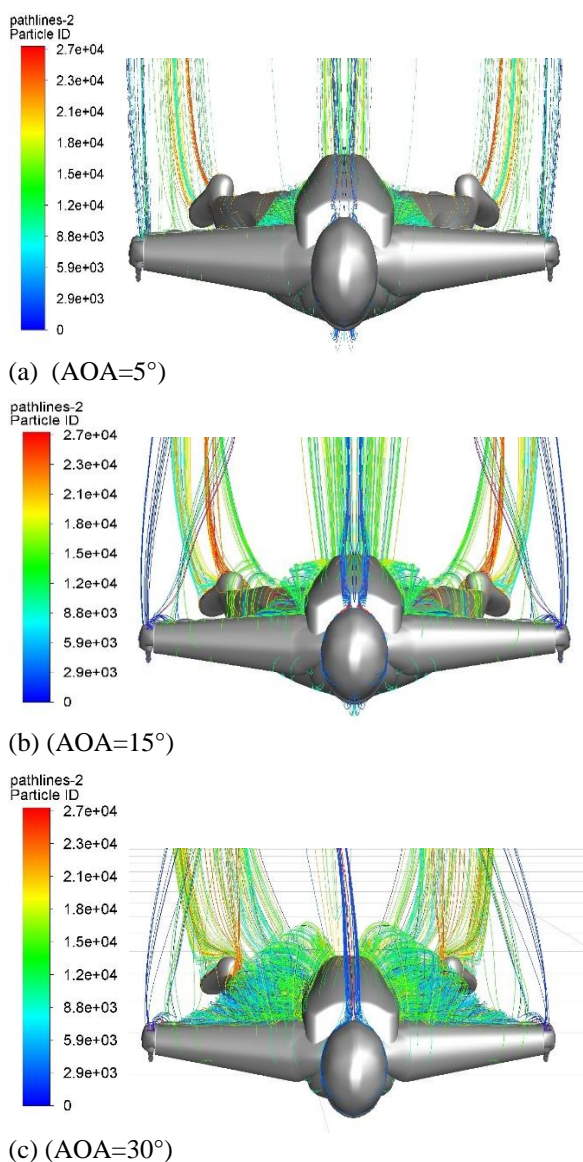 pathlines-2
Particle ID
2.7e+04
2.4e+04
2.1e+04
1.8e+04
1.5e+04
1.2e+04
8.8e+03
5.9e+03
2.9e+03
0
(a) (AOA=5°)
pathlines-2
Particle ID
2.7e+04
2.4e+04
2.1e+04
1.8e+04
1.5e+04
1.2e+04
8.8e+03
5.9e+03
2.9e+03
0
(b) (AOA=15°)
pathlines-2
Particle ID
2.7e+04
2.4e+04
2.1e+04
1.8e+04
1.5e+04
1.2e+04
8.8e+03
5.9e+03
2.9e+03
0
(c) (AOA=30°)